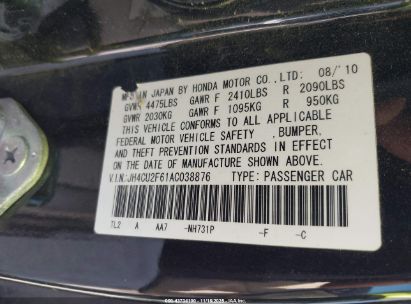 MFD IN JAPAN BY HONDA MOTOR CO., LTD: 08/'10
GVWR 4475LBS GAWR F 2410LBS R 2090LBS
GVWR 2030KG GAWR F 1095KG R 950KG
THIS VEHICLE CONFORMS TO ALL APPLICABLE
FEDERAL MOTOR VEHICLE SAFETY , BUMPER,
AND THEFT PREVENTION STANDARDS IN EFFECT ON
THE DATE OF MANUFACTURE SHOWN ABOVE.
V.I.N.:JH4CU2F61AC038876 TYPE: PASSENGER CAR
TL2 A AA7 -NH731P -F -C